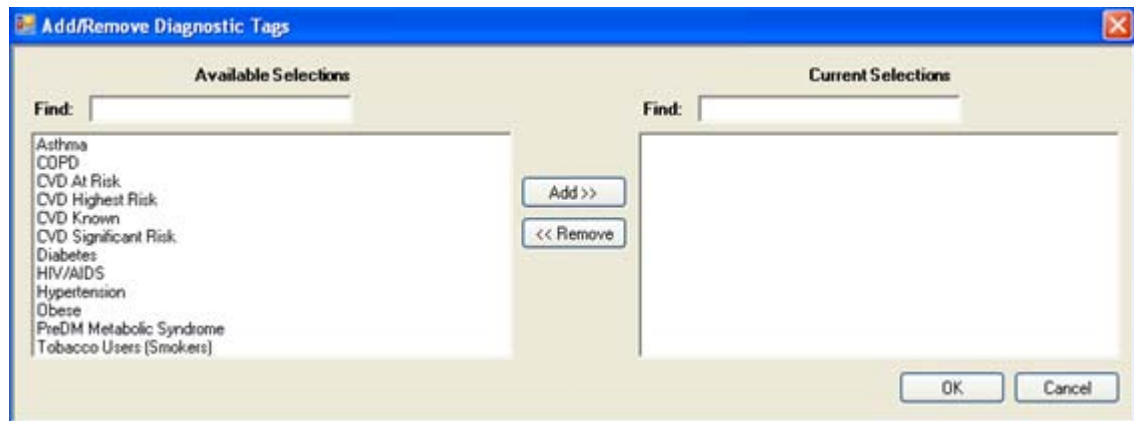 Add/Remove Diagnostic Tags
Available Selections
Current Selections
Find:
Find:
Asthma
COPD
CVD At Risk
CVD Highest Risk
CVD Known
CVD Significant Risk
Diabetes
HIV/AIDS
Hypertension
Obese
PreDM Metabolic Syndrome
Tobacco Users (Smokers)
Add >>
<< Remove
OK
Cancel